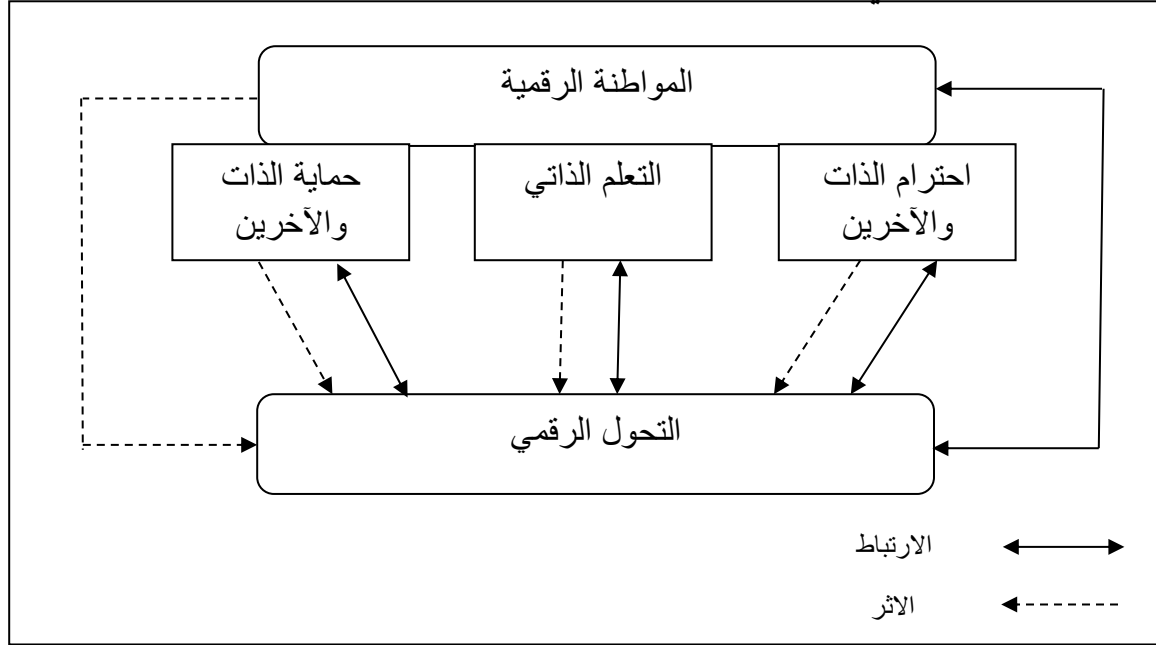 المواطنة الرقمية
احترام الذات
والآخرين
التعلم الذاتي
حماية الذات
والآخرين
التحول الرقمي
الارتباط
الاثر